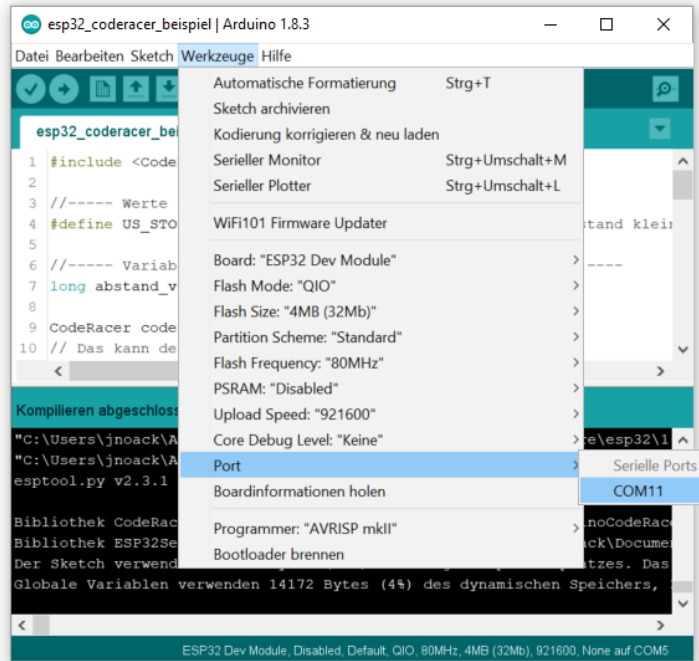 esp32_coderacer_beispiel | Arduino 1.8.3
Datei Bearbeiten Sketch Werkzeuge Hilfe
esp32_coderacer_bei
Automatische Formatierung Strg+T
Sketch archivieren
Kodierung korrigieren & neu laden
Serieller Monitor Strg+Umschalt+M
Serieller Plotter Strg+Umschalt+L
WiFi101 Firmware Updater
Board: "ESP32 Dev Module"
Flash Mode: "QIO"
Flash Size: "4MB (32Mb)"
Partition Scheme: "Standard"
Flash Frequency: "80MHz"
PSRAM: "Disabled"
Upload Speed: "921600"
Core Debug Level: "Keine"
Port
Boardinformationen holen
Programmer: "AVRISP mkII"
Bootloader brennen
Serielle Ports
COM11
1 #include <Code
2
3 //----- Werte
4 #define US_STO stand klein
5
6 //----- Variab ----
7 long abstand_v
8
9 CodeRacer code
10 // Das kann de
Kompilieren abgeschloss
"C:\Users\jnoack\A re\esp32\1
"C:\Users\jnoack\A
esptool.py v2.3.1
Bibliothek CodeRac noCodeRace
Bibliothek ESP32Se ack\Documen
Der Sketch verwend tzes. Das
Globale Variablen verwenden 14172 Bytes (4%) des dynamischen Speichers,
ESP32 Dev Module, Disabled, Default, QIO, 80MHz, 4MB (32Mb), 921600, None auf COM5